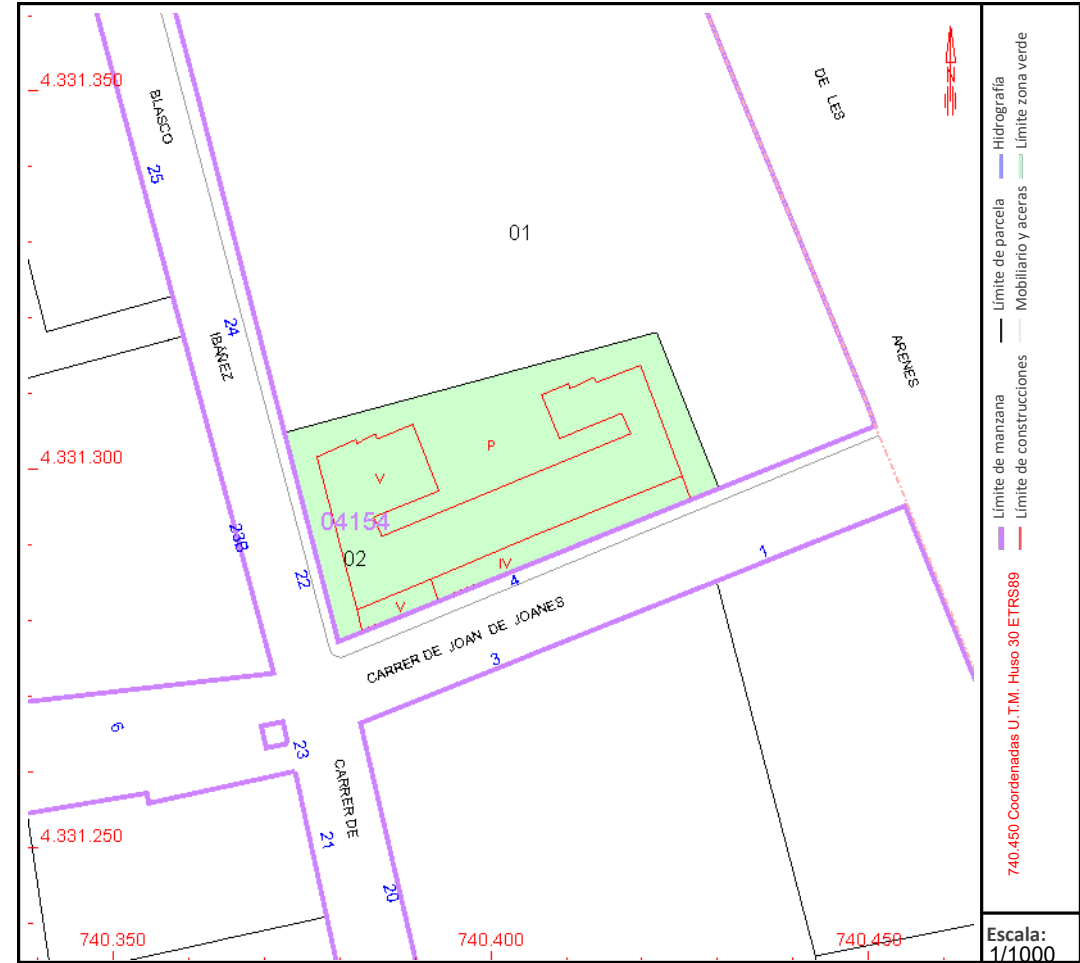 4.331.350
BLASCO
25
DE LES
01
24
IBÁÑEZ
ARENES
4.331.300
V
P
04154
02
23B
22
IV
4
V
1
CARRER DE JOAN DE JOANES
3
6
23
CARRER DE
4.331.250
21
20
740.350
740.400
740.450
N
Hidrografía
Límite zona verde
Límite de parcela
Mobiliario y aceras
Límite de manzana
Límite de construcciones
740.450 Coordenadas U.T.M. Huso 30 ETRS89
Escala:
1/1000